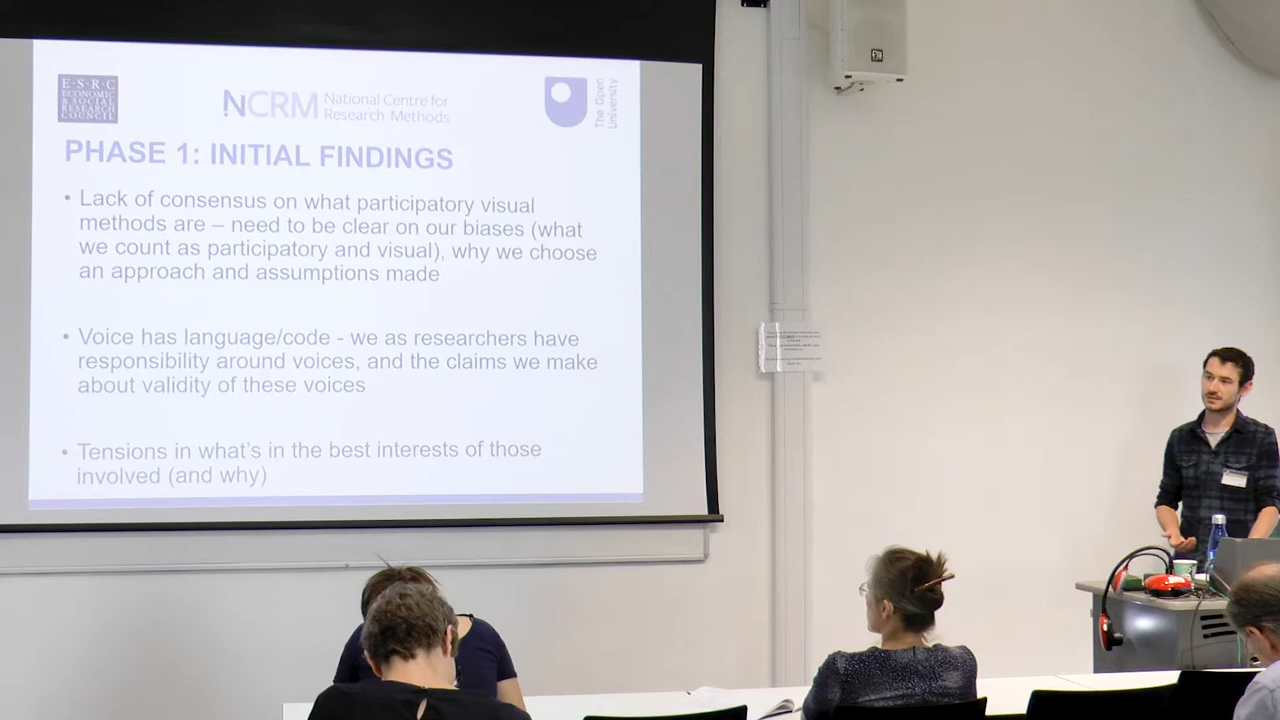 E·S·R·C
ECONOMIC
& SOCIAL
RESEARCH
COUNCIL
NCRM National Centre for
Research Methods
The Open
University
PHASE 1: INITIAL FINDINGS
• Lack of consensus on what participatory visual
methods are – need to be clear on our biases (what
we count as participatory and visual), why we choose
an approach and assumptions made
• Voice has language/code - we as researchers have
responsibility around voices, and the claims we make
about validity of these voices
• Tensions in what's in the best interests of those
involved (and why)